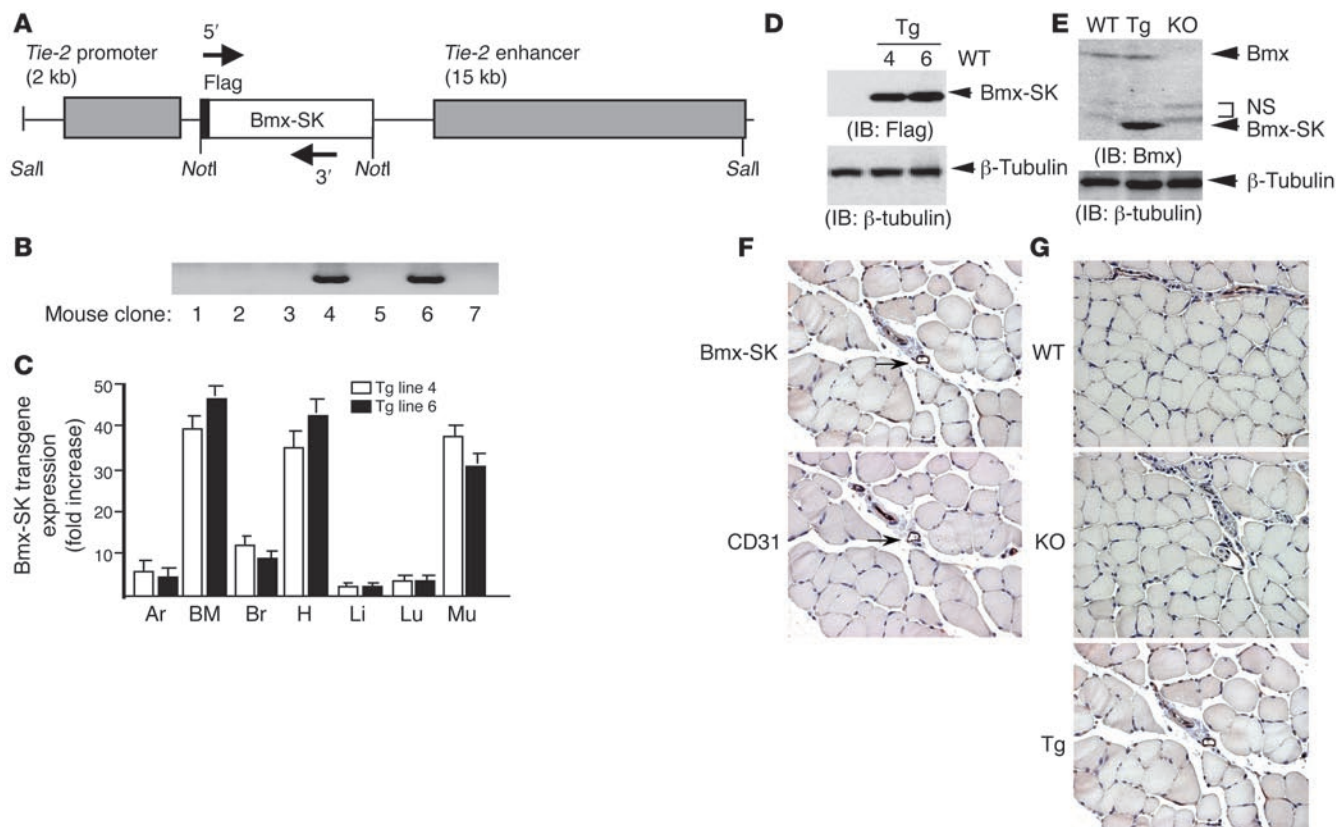 A
Tie-2 promoter
(2 kb)
5′
Flag
Bmx-SK
3′
Tie-2 enhancer
(15 kb)
SalI
NotI
NotI
SalI
B
Mouse clone: 1 2 3 4 5 6 7
C
Bmx-SK transgene
expression
(fold increase)
50
40
30
20
10
Tg line 4
Tg line 6
Ar BM Br H Li Lu Mu
D
Tg
4 6 WT
Bmx-SK
(IB: Flag)
β-Tubulin
(IB: β-tubulin)
E
WT Tg KO
Bmx
NS
Bmx-SK
(IB: Bmx)
β-Tubulin
(IB: β-tubulin)
F
Bmx-SK
CD31
G
WT
KO
Tg